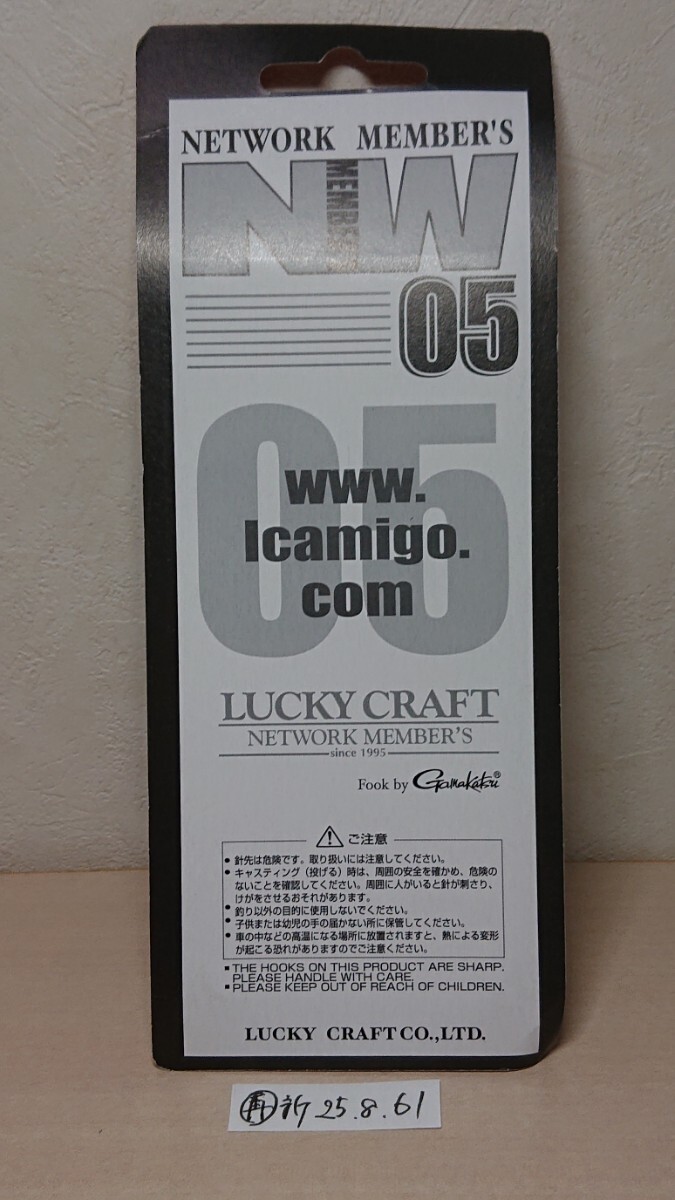 NETWORK MEMBER'S
NW
MEMBE
05
05
www.
lcamigo.
com
LUCKY CRAFT
NETWORK MEMBER'S
since 1995
Fook by Gamakatsu®
ご注意
• 針先は危険です。取り扱いには注意してください。
• キャスティング（投げる）時は、周囲の安全を確かめ、危険の
ないことを確認してください。周囲に人がいると針が刺さり、
けがをさせるおそれがあります。
• 釣り以外の目的に使用しないでください。
• 子供または幼児の手の届かない所に保管してください。
• 車の中などの高温になる場所に放置されますと、熱による変形
が起こる恐れがありますのでご注意ください。
▪THE HOOKS ON THIS PRODUCT ARE SHARP.
PLEASE HANDLE WITH CARE.
▪PLEASE KEEP OUT OF REACH OF CHILDREN.
LUCKY CRAFT CO.,LTD.
再 新 25.8.61